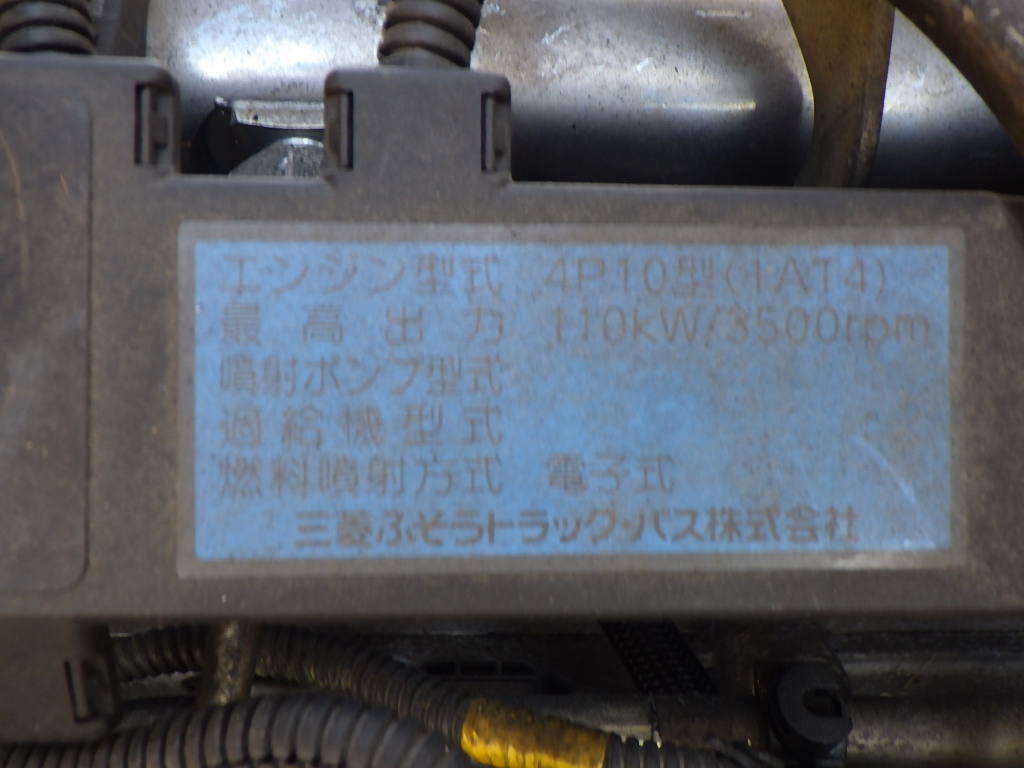 エンジン型式 4P10型(1AT4)
最高出力 110kW/3500rpm
噴射ポンプ型式
過給機型式
燃料噴射方式 電子式
三菱ふそうトラック・バス株式会社